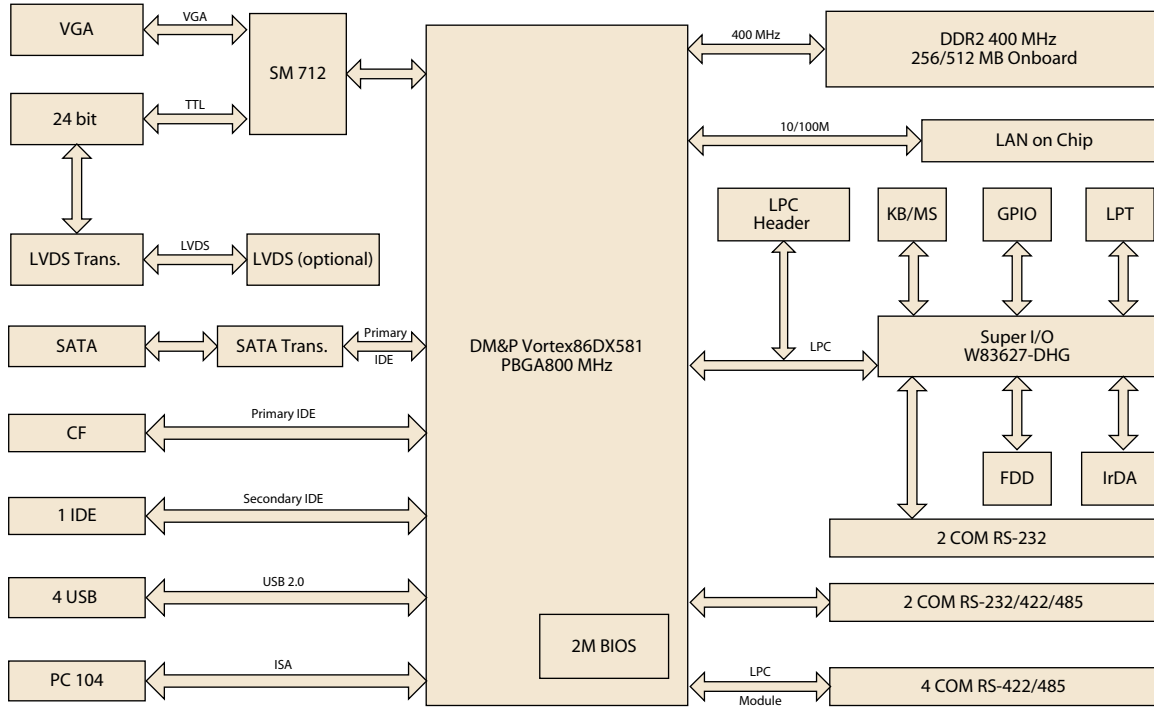 VGA
VGA
SM 712
24 bit
TTL
LVDS Trans.
LVDS
LVDS (optional)
SATA
SATA Trans.
Primary
IDE
CF
Primary IDE
1 IDE
Secondary IDE
4 USB
USB 2.0
PC 104
ISA
DM&P Vortex86DX581
PBGA800 MHz
2M BIOS
400 MHz
DDR2 400 MHz
256/512 MB Onboard
10/100M
LAN on Chip
LPC
Header
KB/MS
GPIO
LPT
LPC
Super I/O
W83627-DHG
FDD
IrDA
2 COM RS-232
2 COM RS-232/422/485
LPC
Module
4 COM RS-422/485